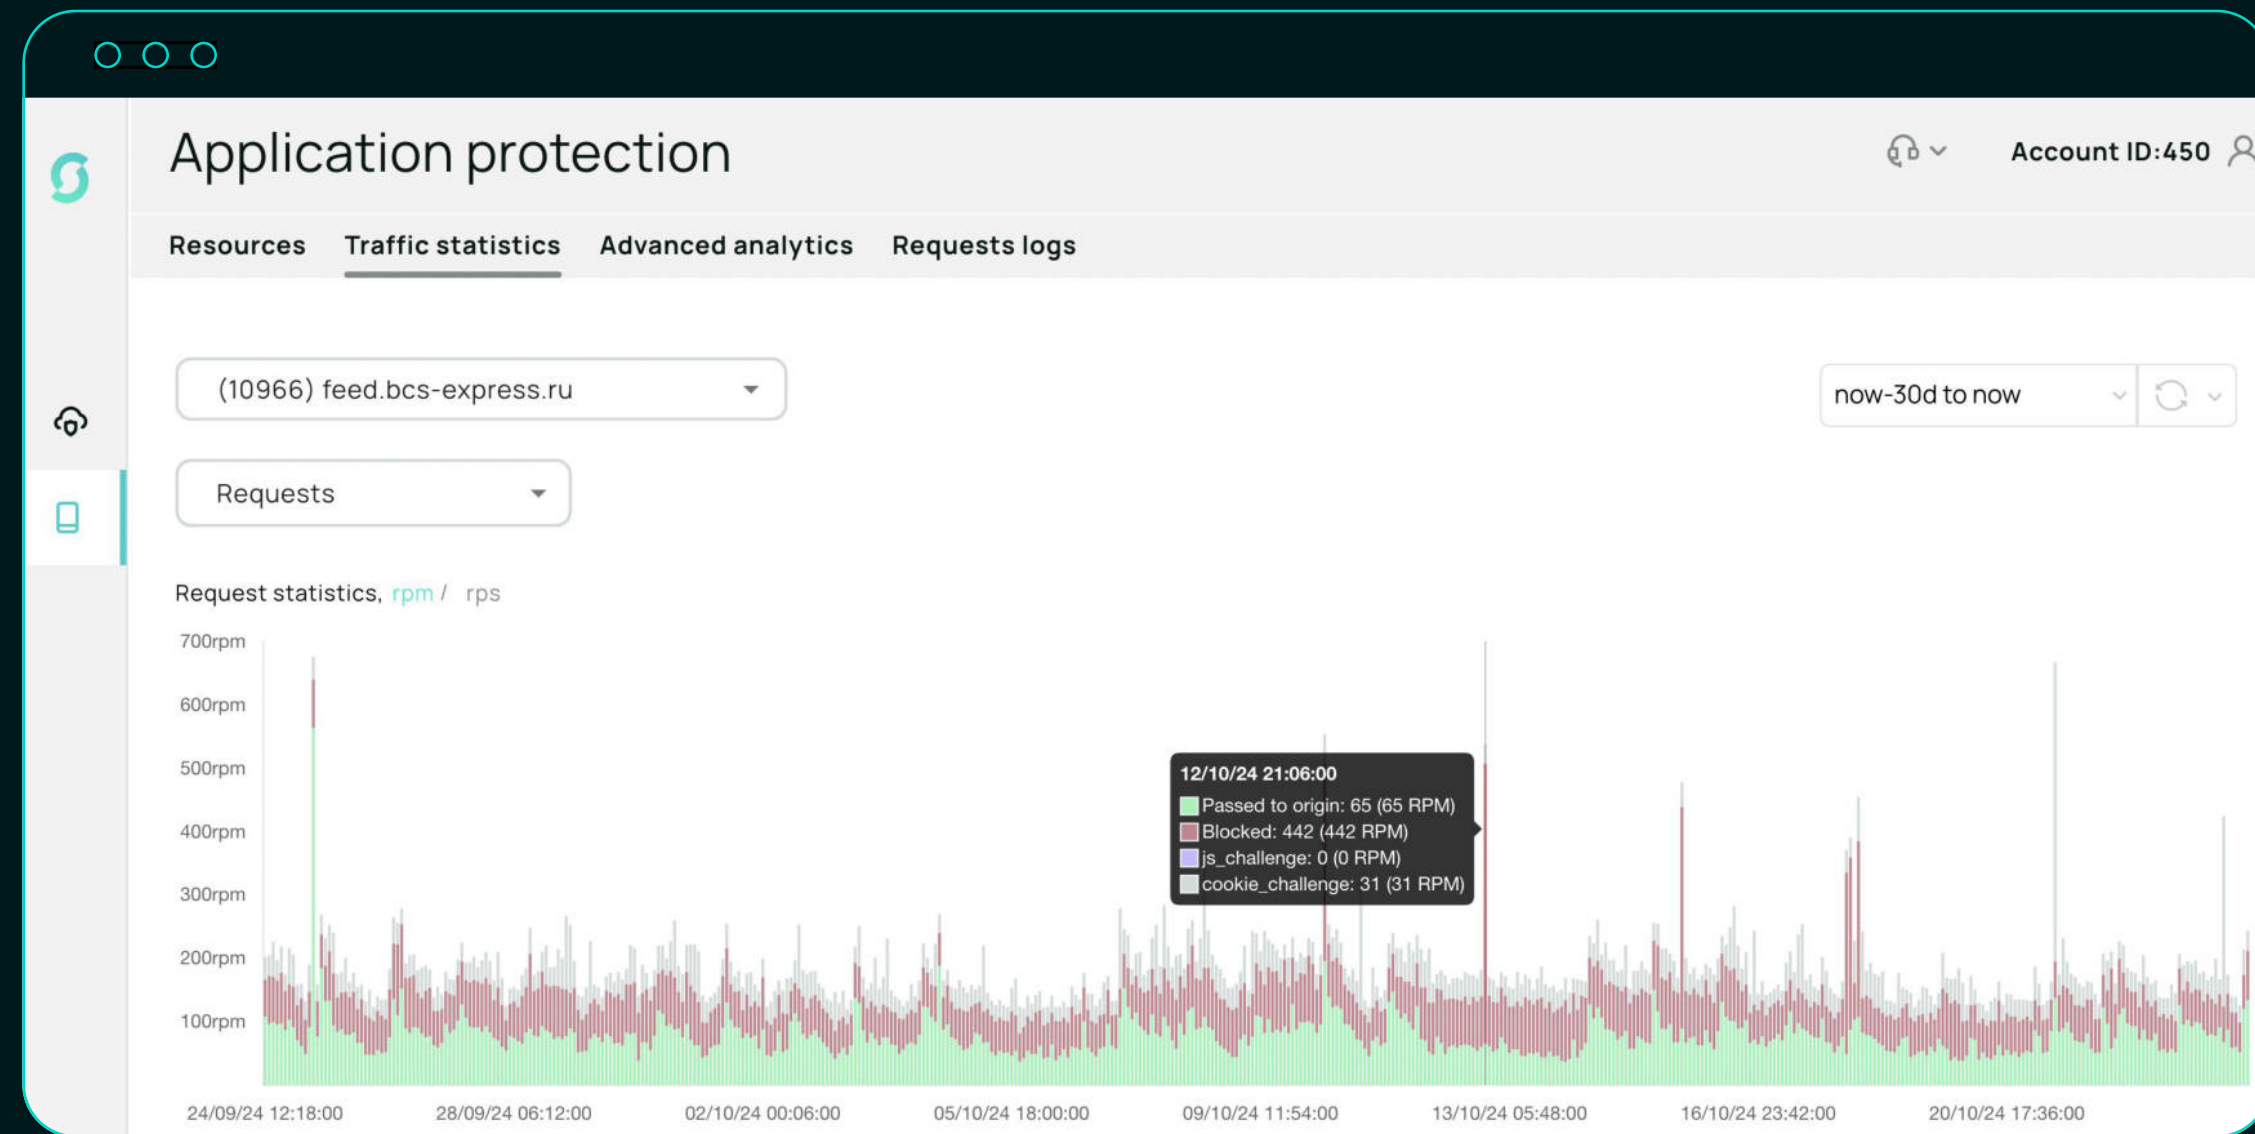 Application protection
Account ID:450
Resources Traffic statistics Advanced analytics Requests logs
(10966) feed.bcs-express.ru
now-30d to now
Requests
Request statistics, rpm / rps
700rpm
600rpm
500rpm
12/10/24 21:06:00
Passed to origin: 65 (65 RPM)
400rpm
Blocked: 442 (442 RPM)
js_challenge: 0 (0 RPM)
cookie_challenge: 31 (31 RPM)
300rpm
200rpm
100rpm
24/09/24 12:18:00 28/09/24 06:12:00 02/10/24 00:06:00 05/10/24 18:00:00 09/10/24 11:54:00 13/10/24 05:48:00 16/10/24 23:42:00 20/10/24 17:36:00